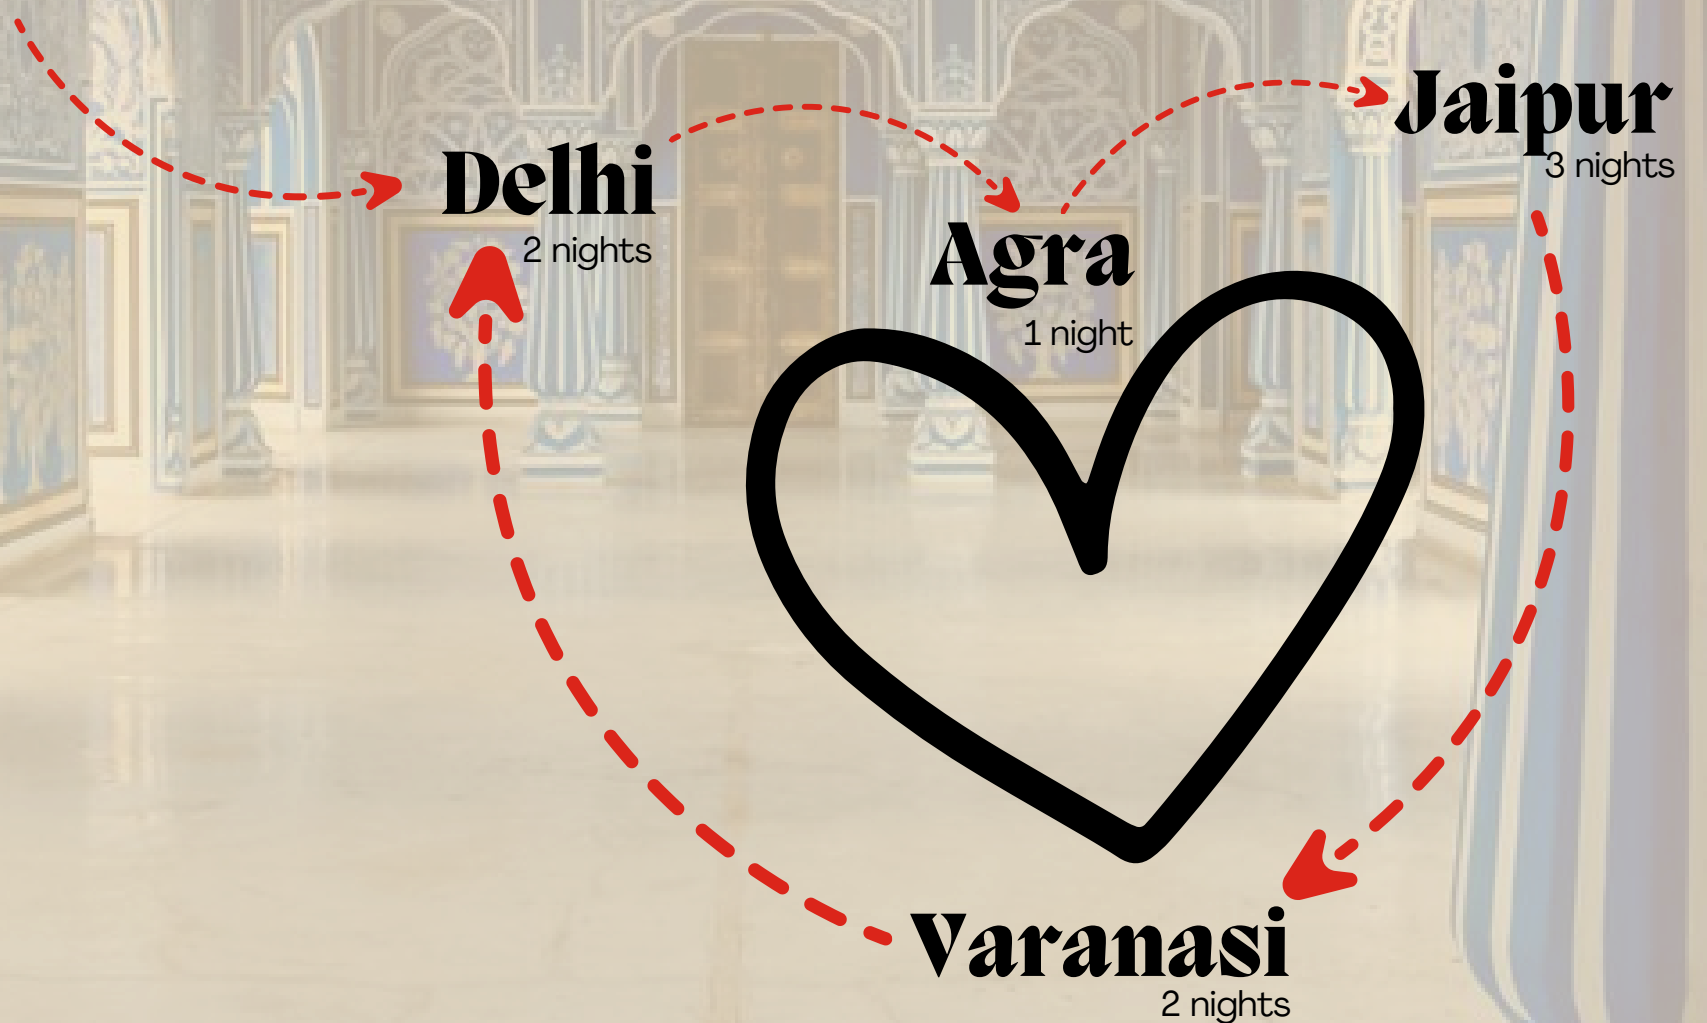 Delhi
2 nights
Agra
1 night
Jaipur
3 nights
Varanasi
2 nights